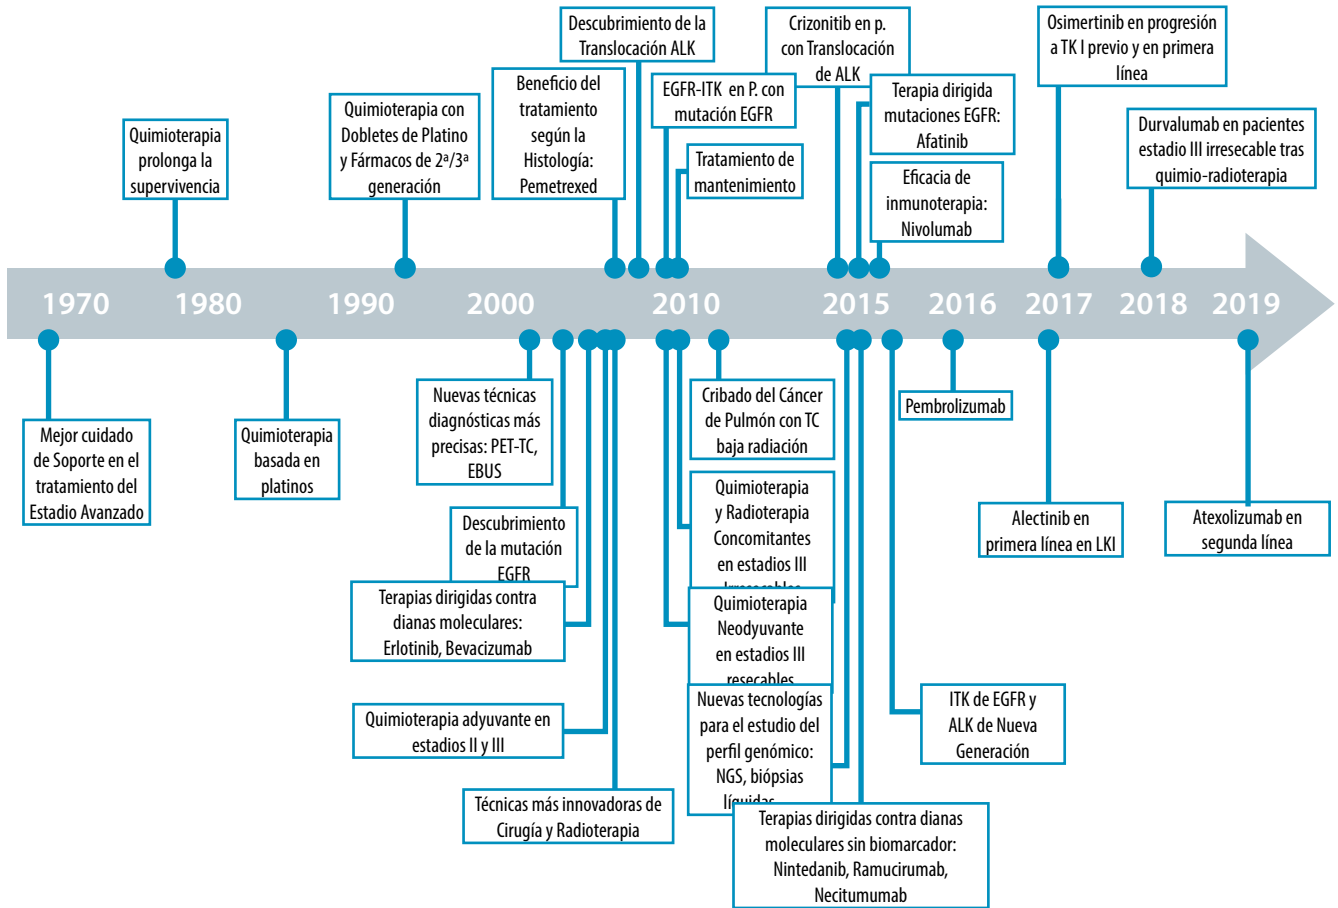 Descubrimiento de la
Translocación ALK
Crizonitib en p.
con Translocación
de ALK
Osimertinib en progresión
a TK I previo y en primera
línea
Quimioterapia
prolonga la
supervivencia
Quimioterapia con
Dobletes de Platino
y Fármacos de 2ª/3ª
generación
Beneficio del
tratamiento
según la
Histología:
Pemetrexed
EGFR-ITK en P. con
mutación EGFR
Tratamiento de
mantenimiento
Terapia dirigida
mutaciones EGFR:
Afatinib
Eficacia de
inmunoterapia:
Nivolumab
Durvalumab en pacientes
estadio III irresecable tras
quimio-radioterapia
1970
1980
1990
2000
2010
2015
2016
2017
2018
2019
Mejor cuidado
de Soporte en el
tratamiento del
Estadio Avanzado
Quimioterapia
basada en
platinos
Nuevas técnicas
diagnósticas más
precisas: PET-TC,
EBUS
Descubrimiento
de la mutación
EGFR
Terapias dirigidas contra
dianas moleculares:
Erlotinib, Bevacizumab
Quimioterapia adyuvante en
estadios II y III
Técnicas más innovadoras de
Cirugía y Radioterapia
Cribado del Cáncer
de Pulmón con TC
baja radiación
Quimioterapia
y Radioterapia
Concomitantes
en estadios III
Irresecables
Quimioterapia
Neodyuvante
en estadios III
resecables
Nuevas tecnologías
para el estudio del
perfil genómico:
NGS, biópsias
líquidas
Terapias dirigidas contra dianas
moleculares sin biomarcador:
Nintedanib, Ramucirumab,
Necitumumab
ITK de EGFR y
ALK de Nueva
Generación
Pembrolizumab
Alectinib en
primera línea en LKI
Atexolizumab en
segunda línea